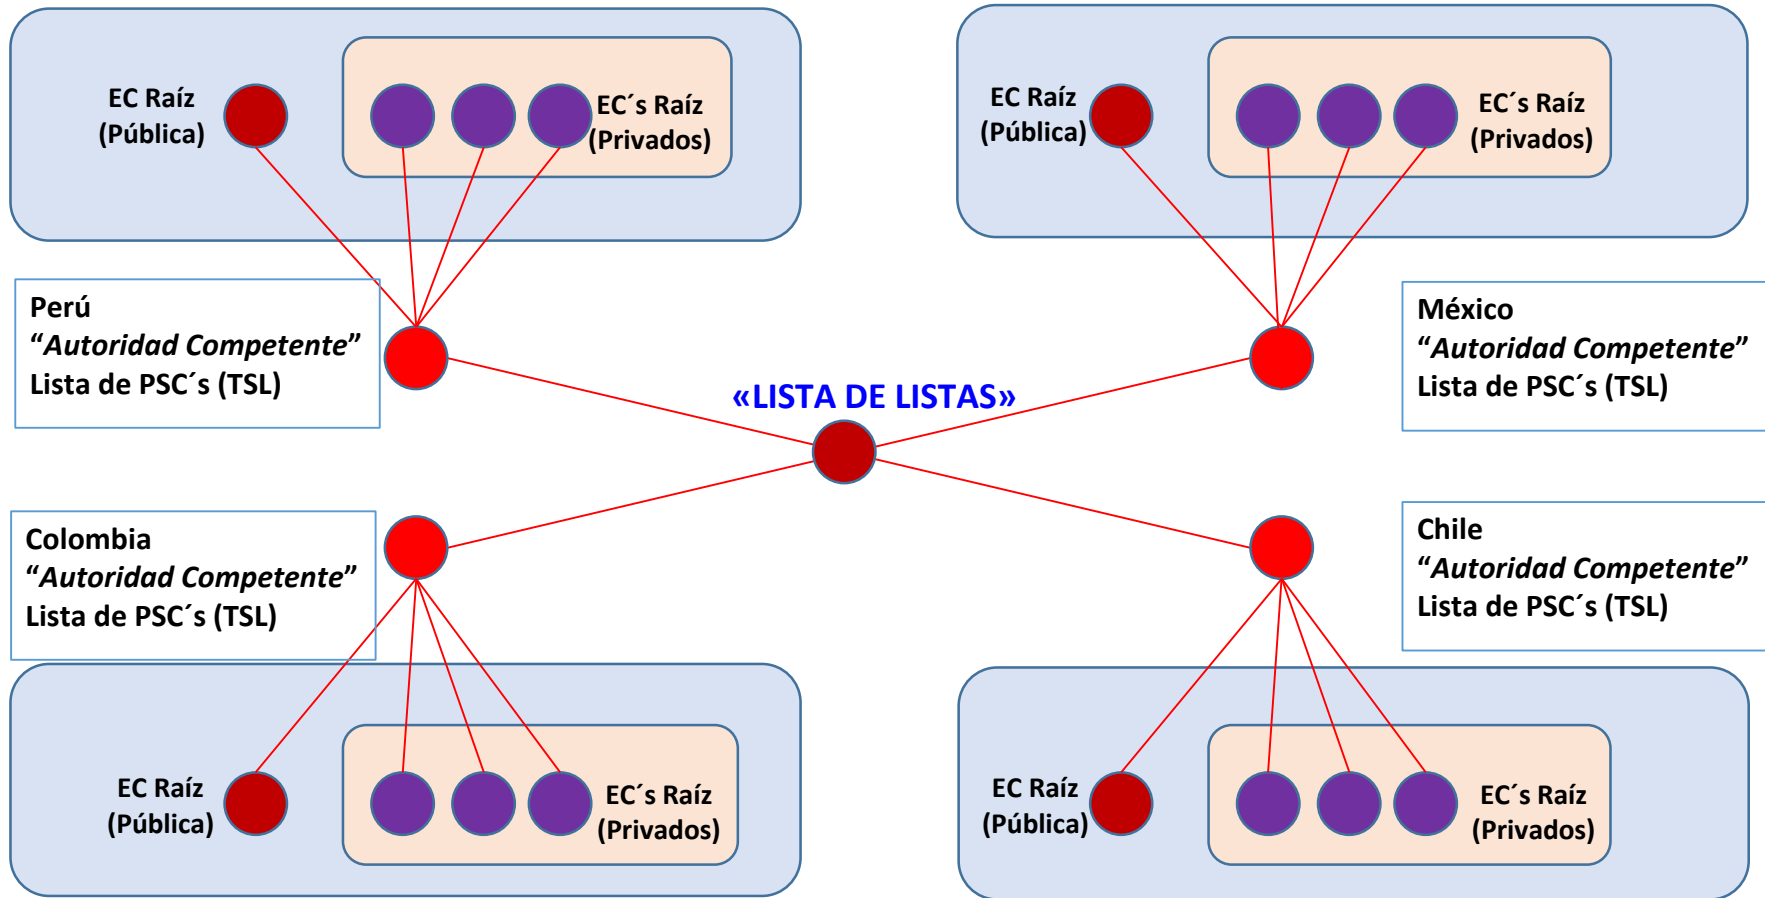 EC Raíz
(Pública)
EC´s Raíz
(Privados)
EC Raíz
(Pública)
EC´s Raíz
(Privados)
Perú
“Autoridad Competente”
Lista de PSC´s (TSL)
México
“Autoridad Competente”
Lista de PSC´s (TSL)
«LISTA DE LISTAS»
Colombia
“Autoridad Competente”
Lista de PSC´s (TSL)
Chile
“Autoridad Competente”
Lista de PSC´s (TSL)
EC Raíz
(Pública)
EC´s Raíz
(Privados)
EC Raíz
(Pública)
EC´s Raíz
(Privados)